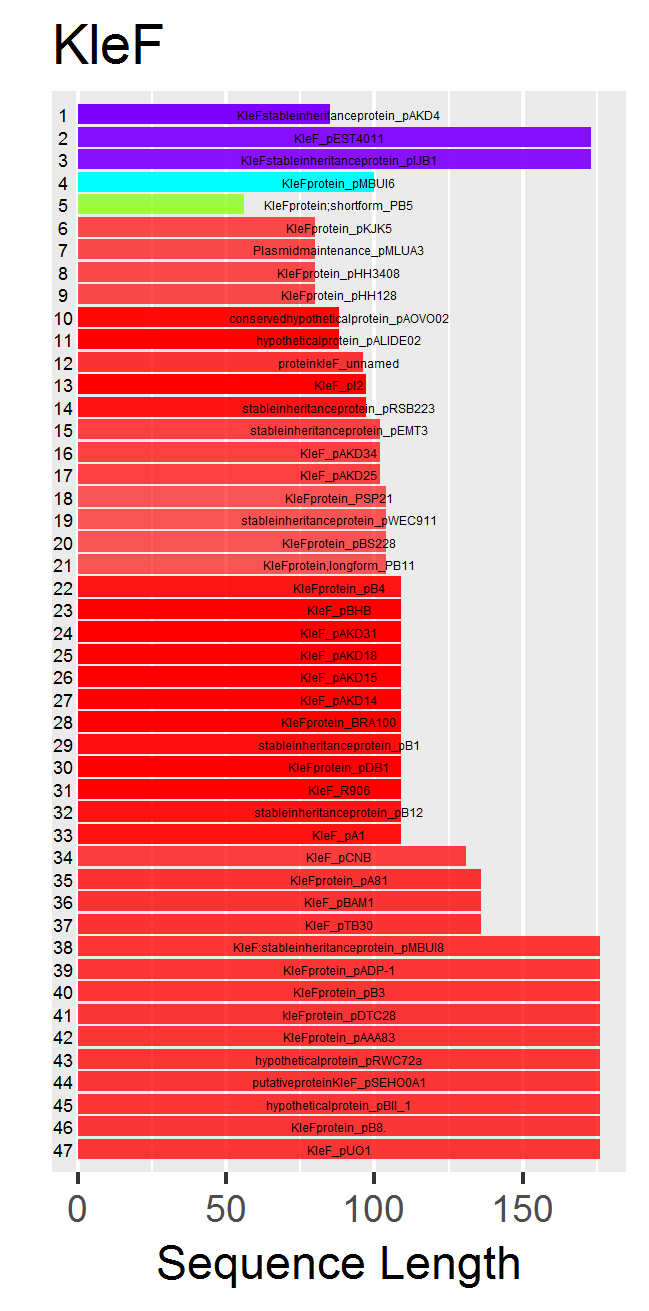 KleF
1 KleFstableinheritanceprotein_pAKD4
2 KleF_pEST4011
3 KleFstableinheritanceprotein_pIJB1
4 KleFprotein_pMBUI6
5 KleFprotein;shortform_PB5
6 KleFprotein_pKJK5
7 Plasmidmaintenance_pMLUA3
8 KleFprotein_pHH3408
9 KleFprotein_pHH128
10 conservedhypotheticalprotein_pAOVO02
11 hypotheticalprotein_pALIDE02
12 proteinkleF_unnamed
13 KleF_pI2
14 stableinheritanceprotein_pRSB223
15 stableinheritanceprotein_pEMT3
16 KleF_pAKD34
17 KleF_pAKD25
18 KleFprotein_PSP21
19 stableinheritanceprotein_pWEC911
20 KleFprotein_pBS228
21 KleFprotein,longform_PB11
22 KleFprotein_pB4
23 KleF_pBHB
24 KleF_pAKD31
25 KleF_pAKD18
26 KleF_pAKD15
27 KleF_pAKD14
28 KleFprotein_BRA100
29 stableinheritanceprotein_pB1
30 KleFprotein_pDB1
31 KleF_R906
32 stableinheritanceprotein_pB12
33 KleF_pA1
34 KleF_pCNB
35 KleFprotein_pA81
36 KleF_pBAM1
37 KleF_pTB30
38 KleF:stableinheritanceprotein_pMBUI8
39 KleFprotein_pADP-1
40 KleFprotein_pB3
41 kleFprotein_pDTC28
42 KleFprotein_pAAA83
43 hypotheticalprotein_pRWC72a
44 putativeproteinKleF_pSEHO0A1
45 hypotheticalprotein_pBII_1
46 KleFprotein_pB8.
47 KleF_pUO1
0 50 100 150
Sequence Length